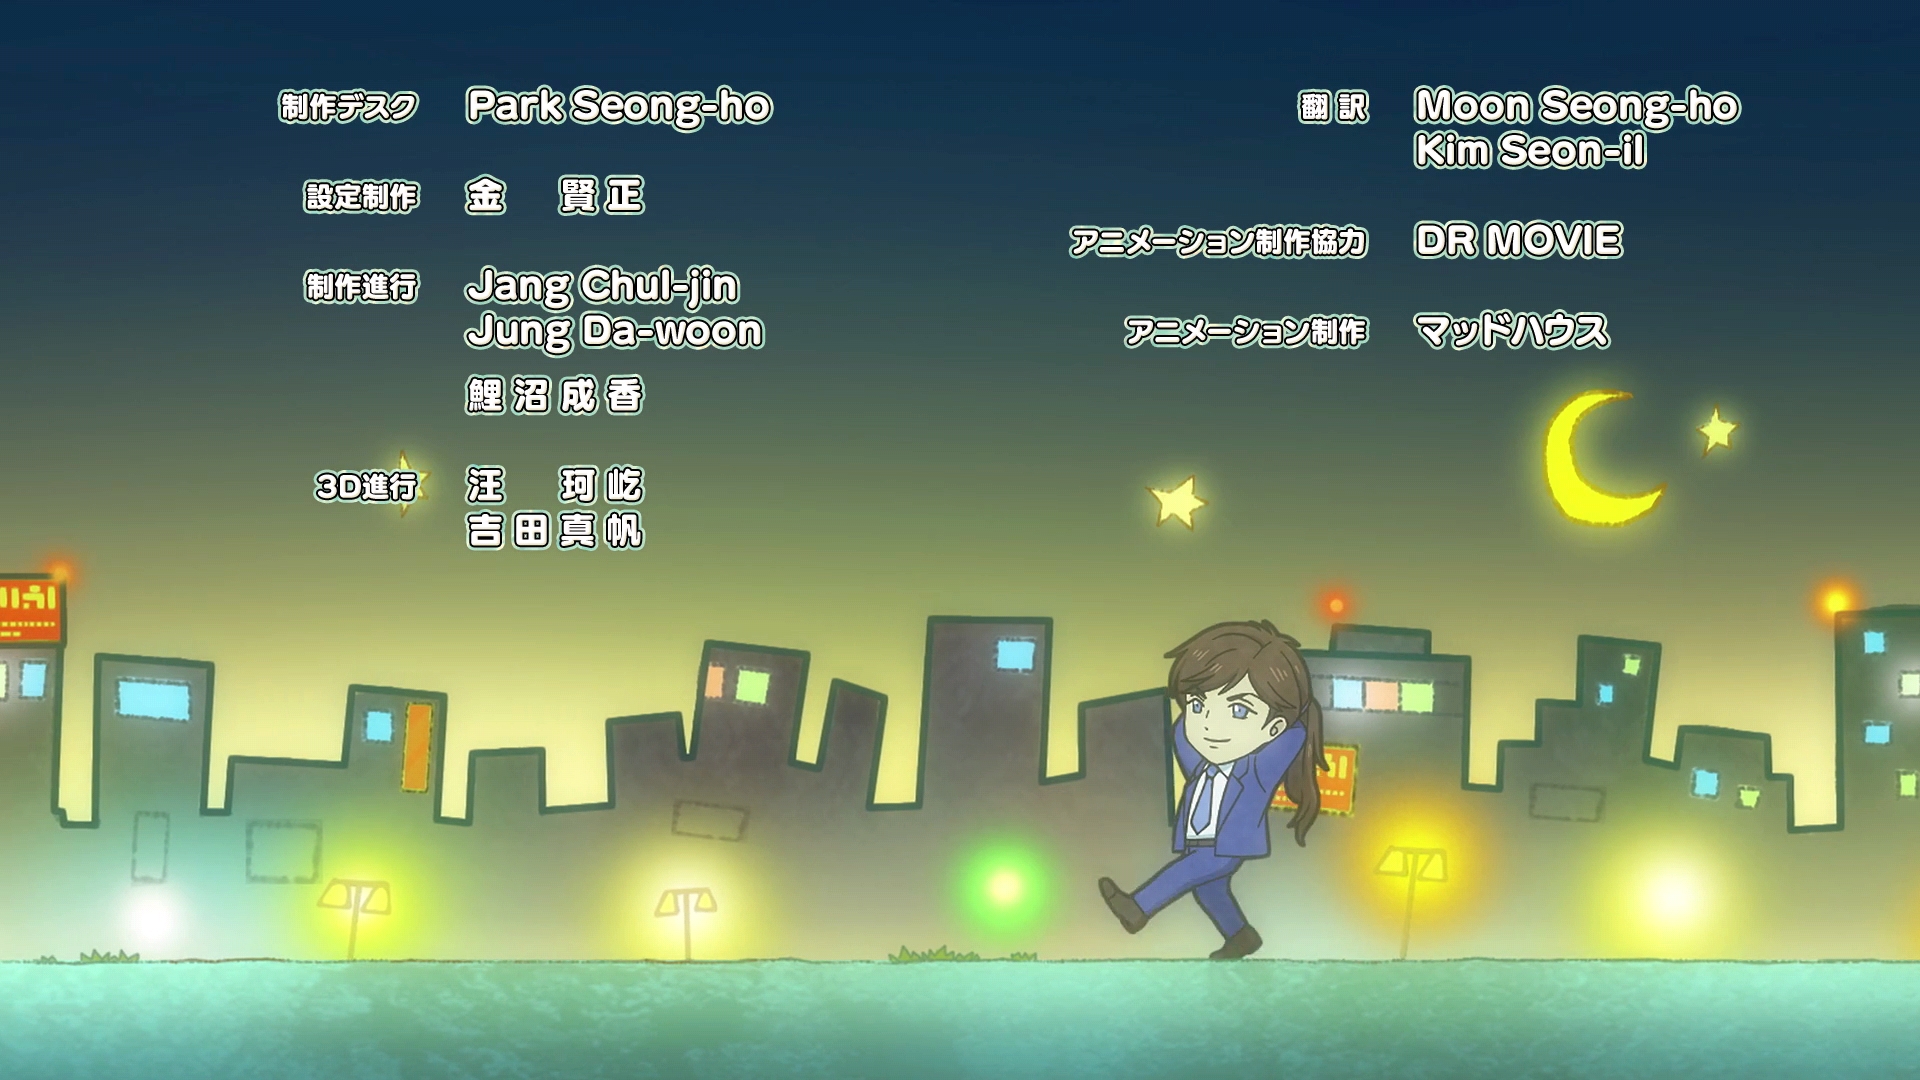 制作デスク Park Seong-ho
設定制作 金 賢正
制作進行 Jang Chul-jin
Jung Da-woon
鯉沼成香
3D進行 汪 珂屹
吉田真帆
翻訳 Moon Seong-ho
Kim Seon-il
アニメーション制作協力 DR MOVIE
アニメーション制作 マッドハウス